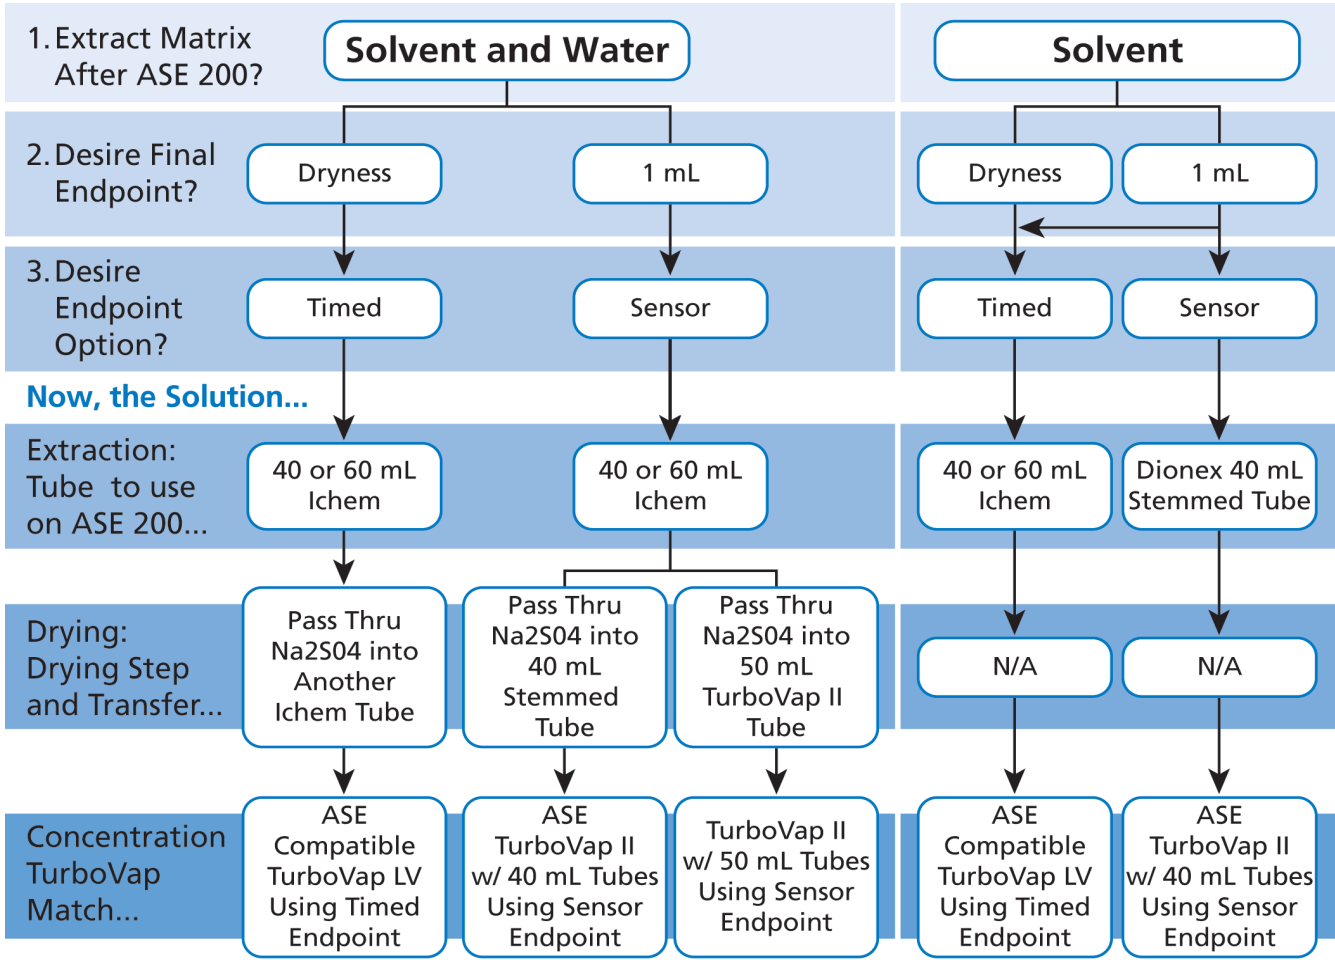 1. Extract Matrix
After ASE 200?
Solvent and Water
Solvent
2. Desire Final
Endpoint?
Dryness
1 mL
Dryness
1 mL
3. Desire
Endpoint
Option?
Timed
Sensor
Timed
Sensor
Now, the Solution...
Extraction:
Tube to use
on ASE 200...
40 or 60 mL
Ichem
40 or 60 mL
Ichem
40 or 60 mL
Ichem
Dionex 40 mL
Stemmed Tube
Drying:
Drying Step
and Transfer...
Pass Thru
Na2S04 into
Another
Ichem Tube
Pass Thru
Na2S04 into
40 mL
Stemmed
Tube
Pass Thru
Na2S04 into
50 mL
TurboVap II
Tube
N/A
N/A
Concentration
TurboVap
Match...
ASE
Compatible
TurboVap LV
Using Timed
Endpoint
ASE
TurboVap II
w/ 40 mL Tubes
Using Sensor
Endpoint
TurboVap II
w/ 50 mL Tubes
Using Sensor
Endpoint
ASE
Compatible
TurboVap LV
Using Timed
Endpoint
ASE
TurboVap II
w/ 40 mL Tubes
Using Sensor
Endpoint